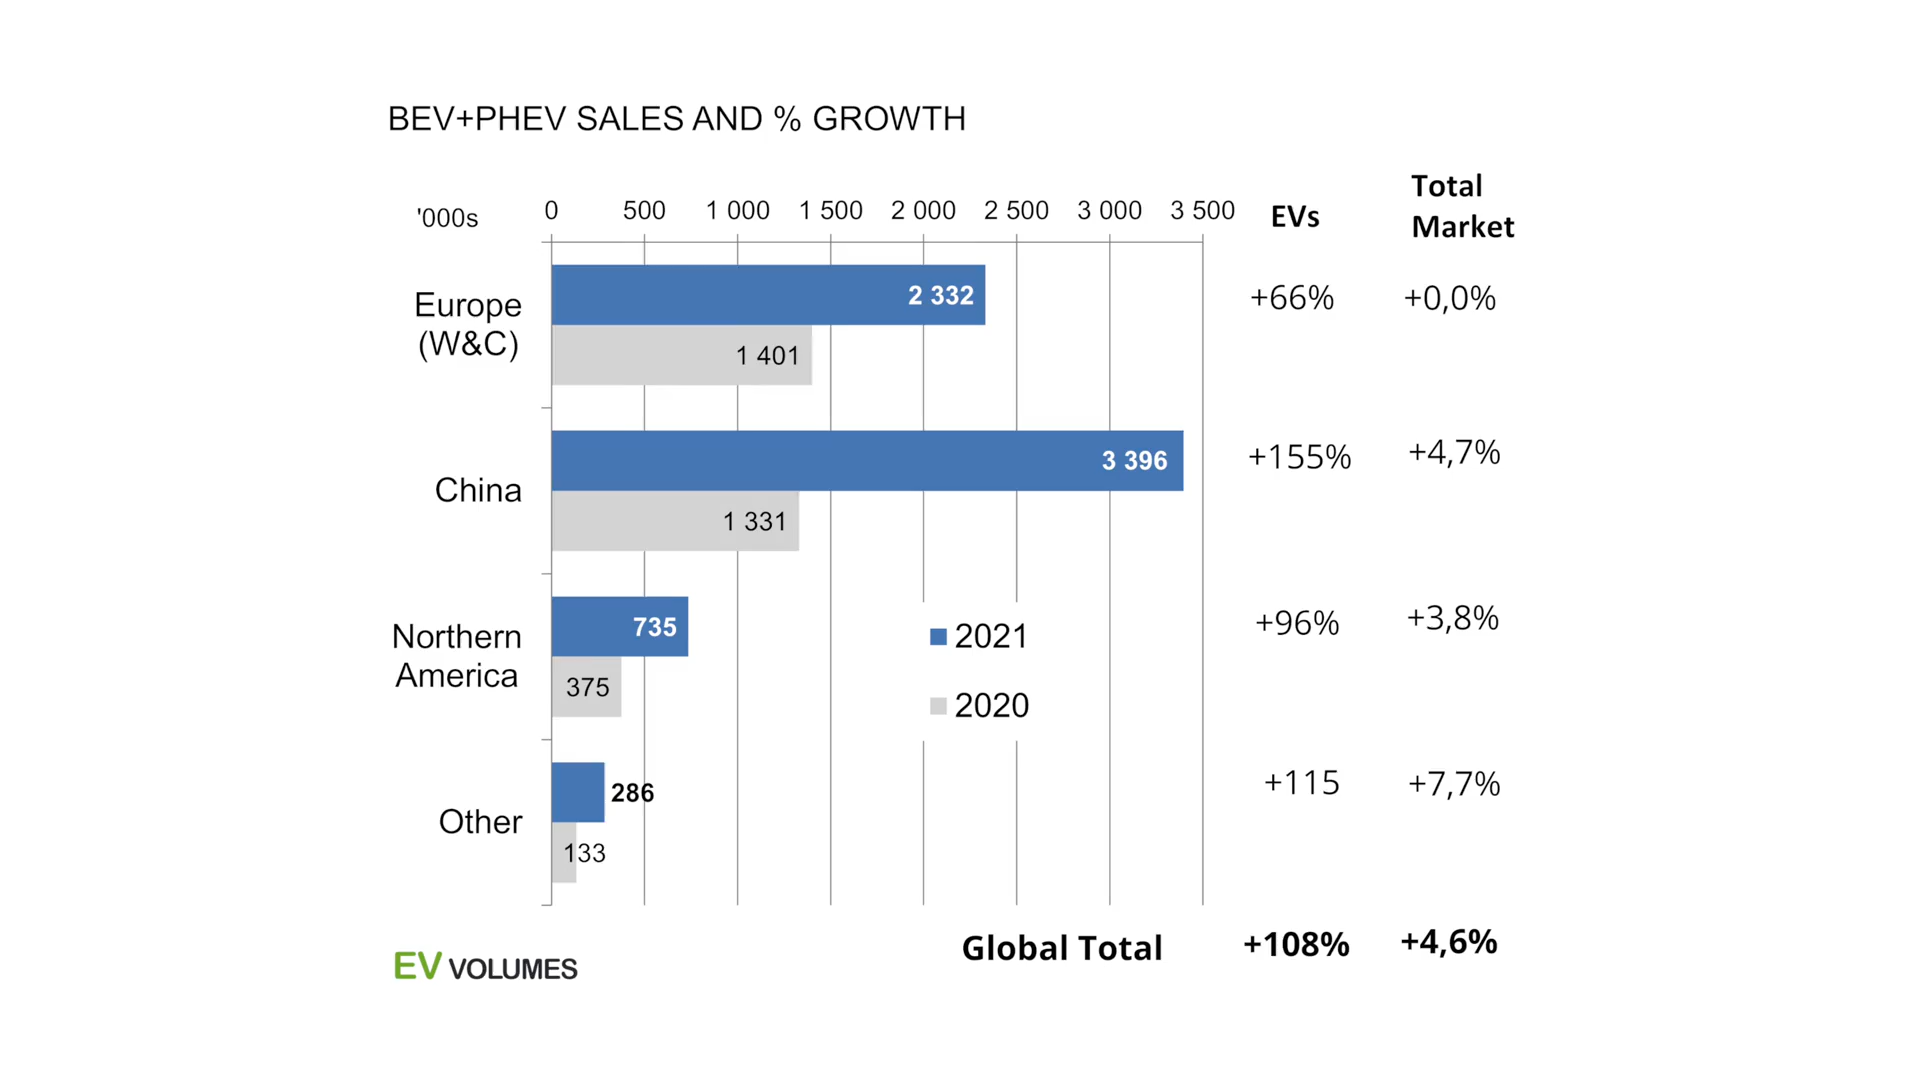 BEV+PHEV SALES AND % GROWTH
'000s
0 500 1 000 1 500 2 000 2 500 3 000 3 500
EVs
Total
Market
Europe
(W&C)
2 332
1 401
+66%
+0,0%
China
3 396
1 331
+155%
+4,7%
Northern
America
735
375
+96%
+3,8%
2021
2020
Other
286
133
+115
+7,7%
Global Total +108% +4,6%
EV VOLUMES